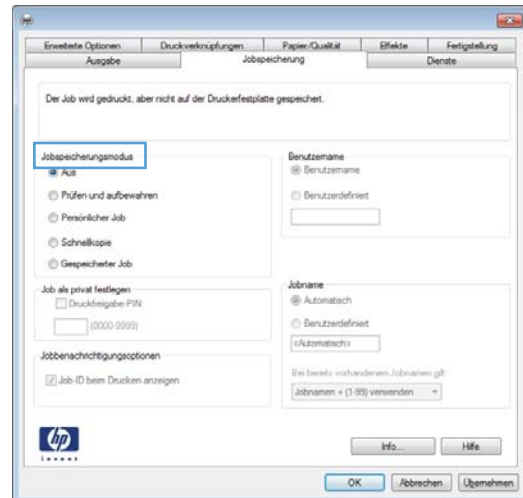 Erweiterte Optionen
Druckverknüpfungen
Papier/Qualität
Effekte
Fertigstellung
Ausgabe
Jobspeicherung
Dienste
Der Job wird gedruckt, aber nicht auf der Druckerfestplatte gespeichert.
Jobspeicherungsmodus
Aus
Prüfen und aufbewahren
Persönlicher Job
Schnellkopie
Gespeicherter Job
Benutzername
Benutzername
Benutzerdefiniert
Job als privat festlegen
Druckfreigabe-PIN
(0000-9999)
Jobname
Automatisch
Benutzerdefiniert
<Automatisch>
Bei bereits vorhandenem Jobnamen gilt:
Jobnamen + (1-99) verwenden
Jobbenachrichtigungsoptionen
Job-ID beim Drucken anzeigen
hp
invent
Info...
Hilfe
OK
Abbrechen
Übernehmen